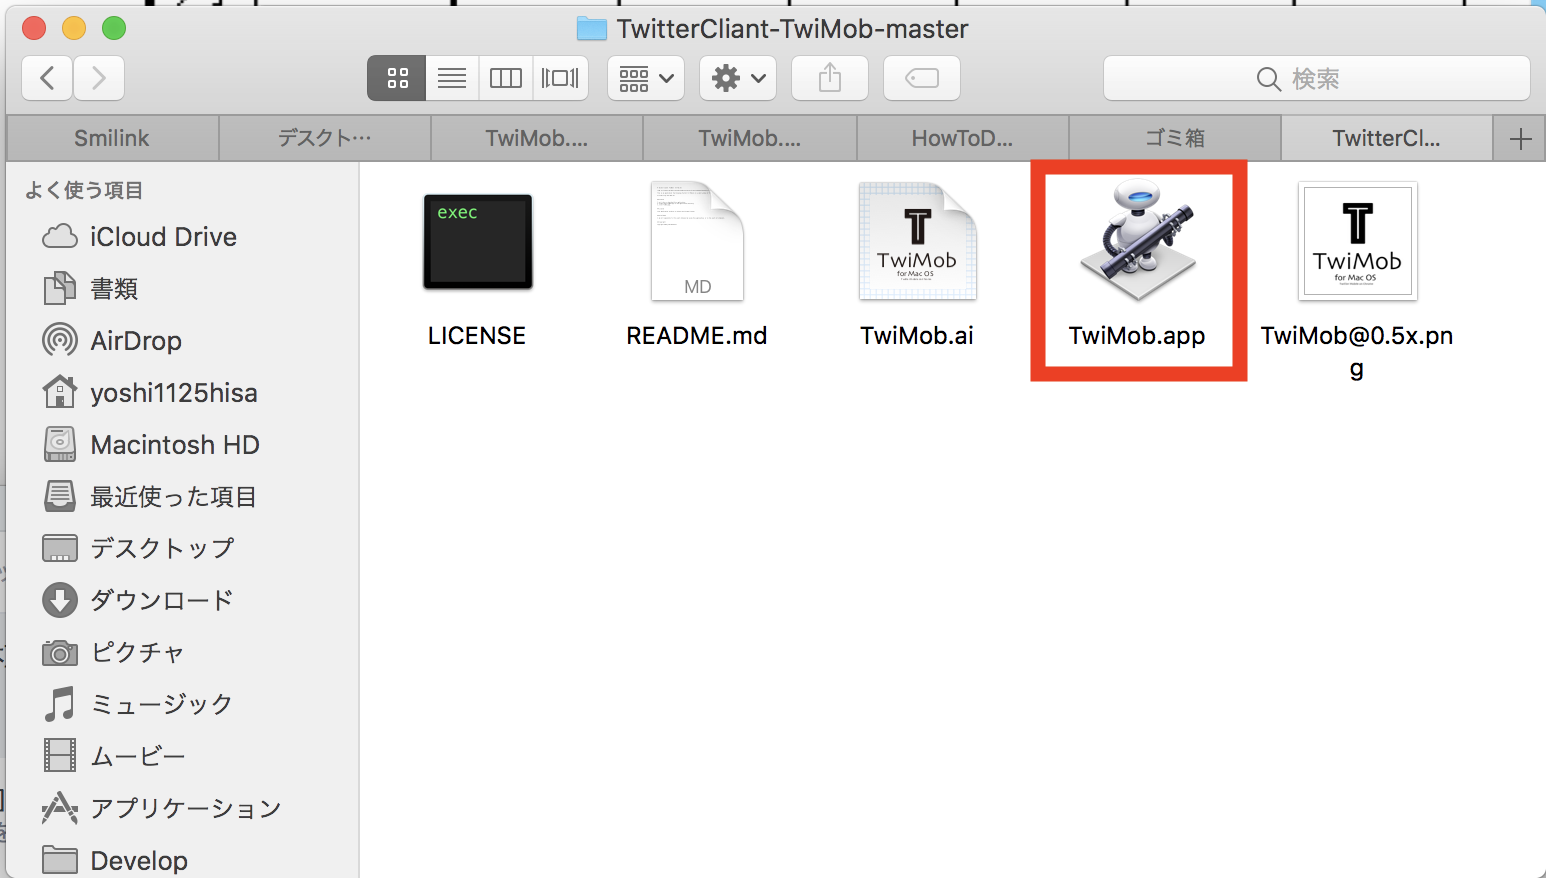 TwitterCliant-TwiMob-master
検索
Smilink
デスクト…
TwiMob.…
TwiMob.…
HowToD…
ゴミ箱
TwitterCl…
よく使う項目
iCloud Drive
書類
AirDrop
yoshi1125hisa
Macintosh HD
最近使った項目
デスクトップ
ダウンロード
ピクチャ
ミュージック
ムービー
アプリケーション
Develop
exec
LICENSE
MD
README.md
T
TwiMob
for Mac OS
TwiMob.ai
TwiMob.app
T
TwiMob
for Mac OS
TwiMob@0.5x.pn
g